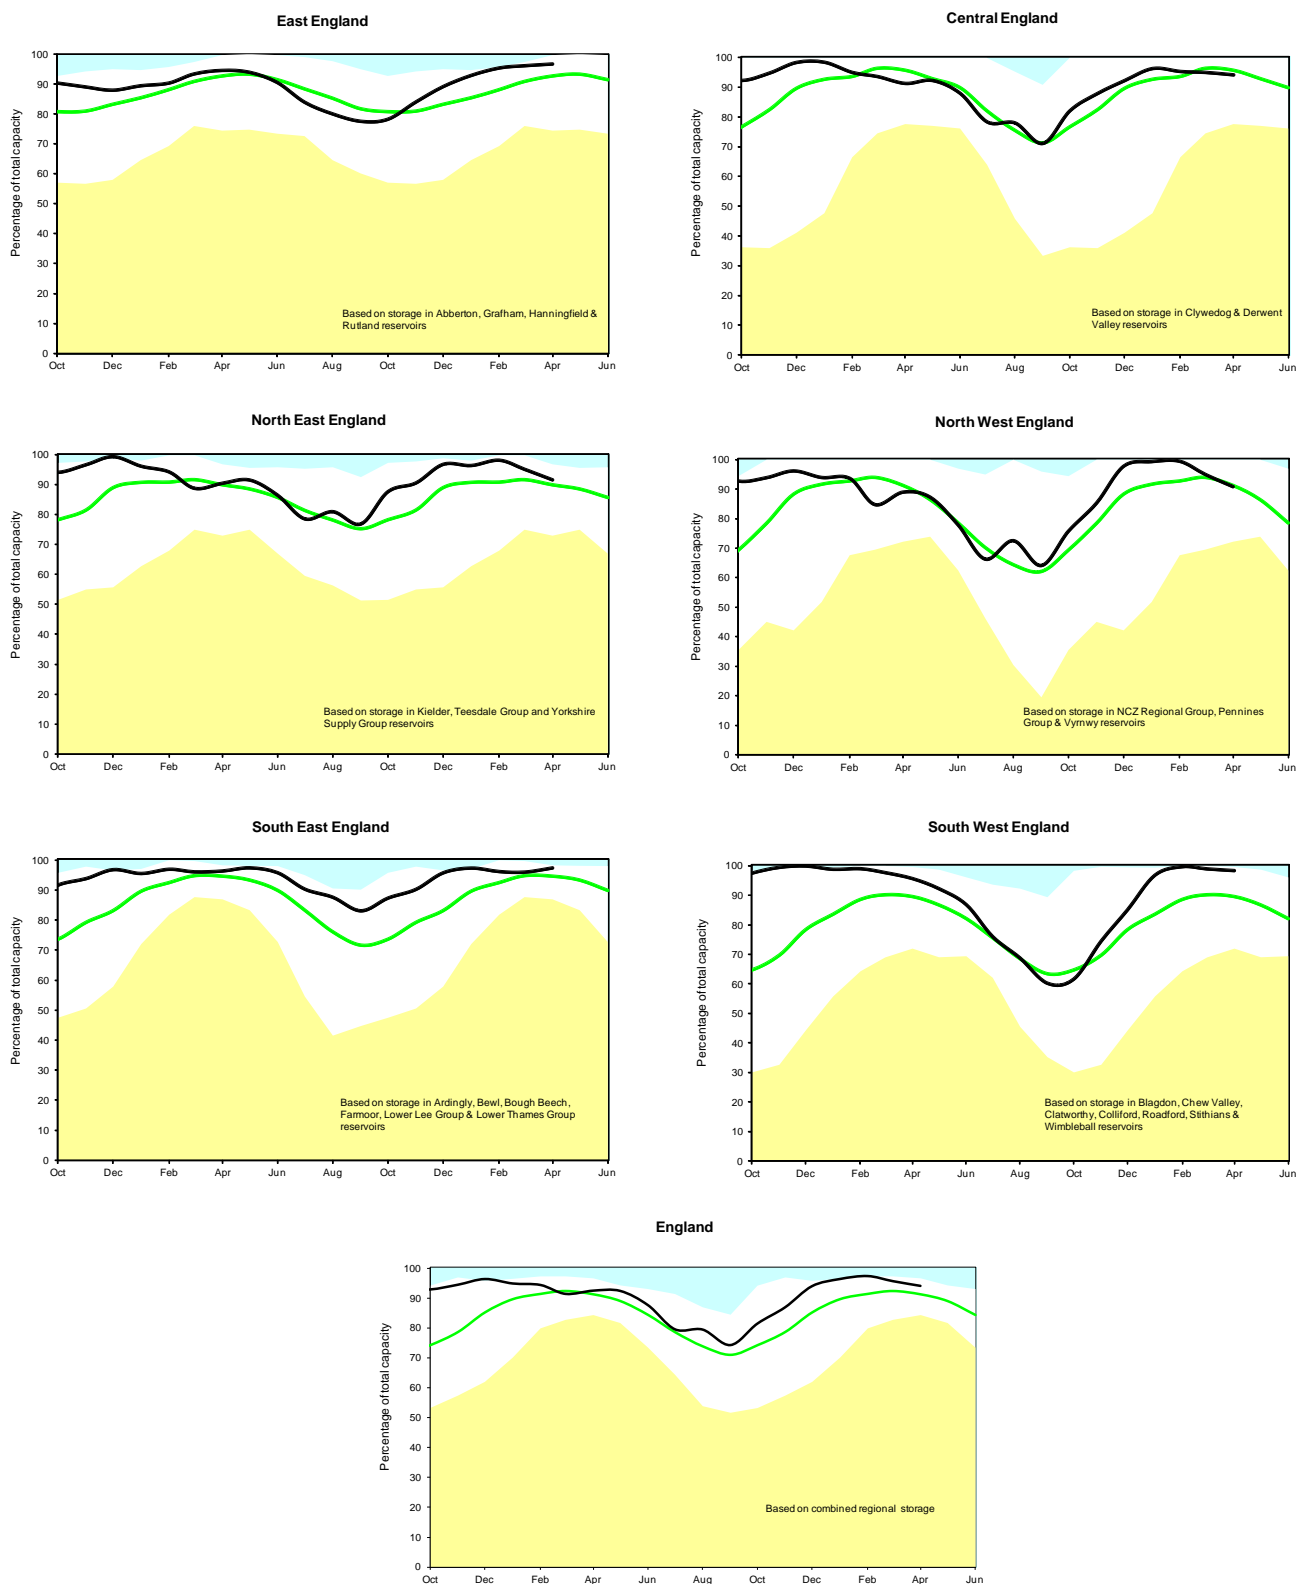 East England
Percentage of total capacity
100
90
80
70
60
50
40
30
20
10
0
Based on storage in Abberton, Grafham, Hanningfield &
Rutland reservoirs
Oct Dec Feb Apr Jun Aug Oct Dec Feb Apr Jun
Central England
Percentage of total capacity
100
90
80
70
60
50
40
30
20
10
0
Based on storage in Clywedog & Derwent
Valley reservoirs
Oct Dec Feb Apr Jun Aug Oct Dec Feb Apr Jun
North East England
Percentage of total capacity
100
90
80
70
60
50
40
30
20
10
0
Based on storage in Kielder, Teesdale Group and Yorkshire
Supply Group reservoirs
Oct Dec Feb Apr Jun Aug Oct Dec Feb Apr Jun
North West England
Percentage of total capacity
100
90
80
70
60
50
40
30
20
10
0
Based on storage in NCZ Regional Group, Pennines
Group & Vyrnwy reservoirs
Oct Dec Feb Apr Jun Aug Oct Dec Feb Apr Jun
South East England
Percentage of total capacity
100
90
80
70
60
50
40
30
20
10
0
Based on storage in Ardingly, Bewl, Bough Beech,
Farmoor, Lower Lee Group & Lower Thames Group
reservoirs
Oct Dec Feb Apr Jun Aug Oct Dec Feb Apr Jun
South West England
Percentage of total capacity
100
90
80
70
60
50
40
30
20
10
0
Based on storage in Blagdon, Chew Valley,
Clatworthy, Colliford, Roadford, Stithians &
Wimbleball reservoirs
Oct Dec Feb Apr Jun Aug Oct Dec Feb Apr Jun
England
Percentage of total capacity
100
90
80
70
60
50
40
30
20
10
0
Based on combined regional storage
Oct Dec Feb Apr Jun Aug Oct Dec Feb Apr Jun